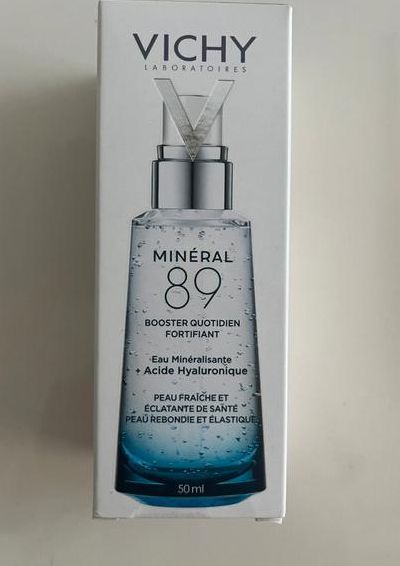 VICHY
LABORATOIRES
MINÉRAL
89
BOOSTER QUOTIDIEN
FORTIFIANT
Eau Minéralisante
+ Acide Hyaluronique
PEAU FRAÎCHE ET
ÉCLATANTE DE SANTÉ
PEAU REBONDIE ET ÉLASTIQUE
50 ml